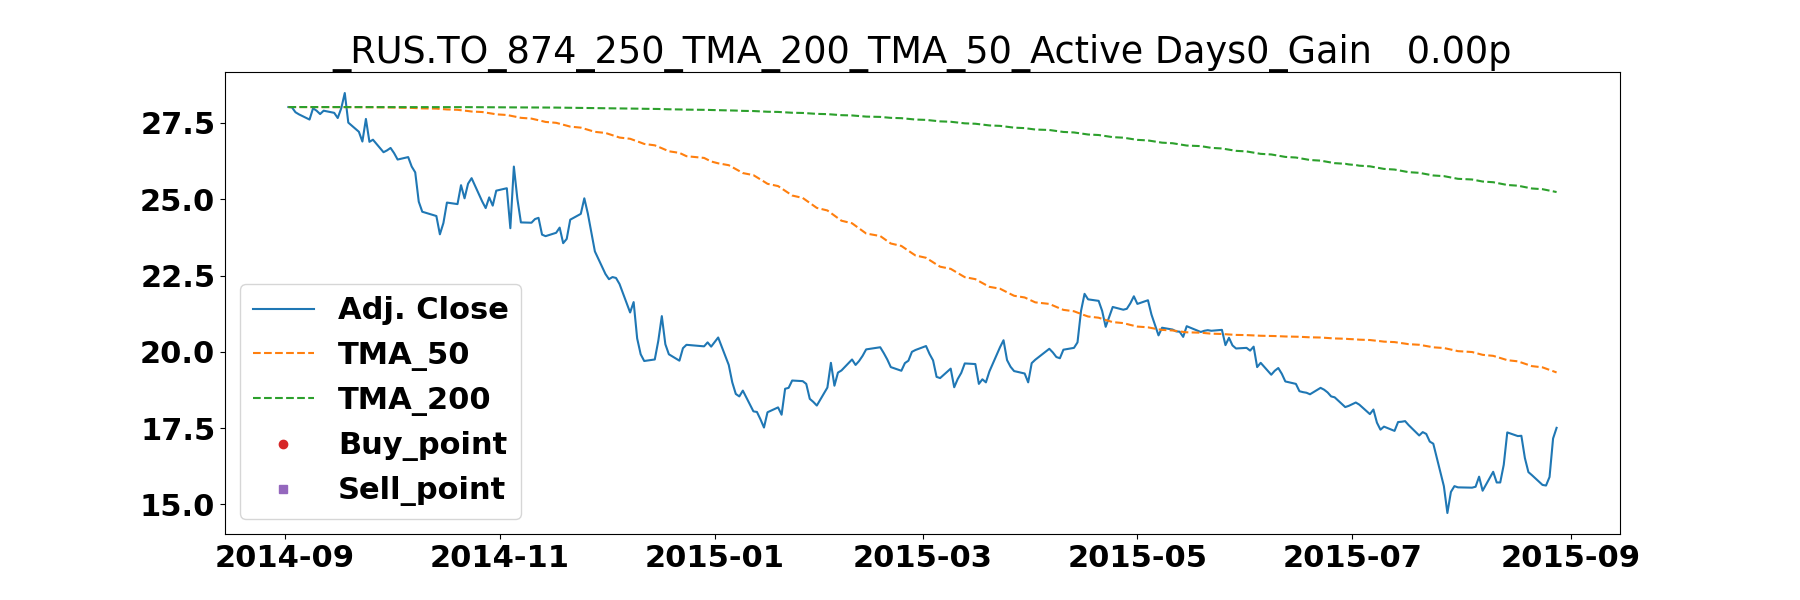 _RUS.TO_874_250_TMA_200_TMA_50_Active Days0_Gain   0.00p
27.5
25.0
22.5
20.0
17.5
15.0
Adj. Close
TMA_50
TMA_200
Buy_point
Sell_point
2014-09 2014-11 2015-01 2015-03 2015-05 2015-07 2015-09